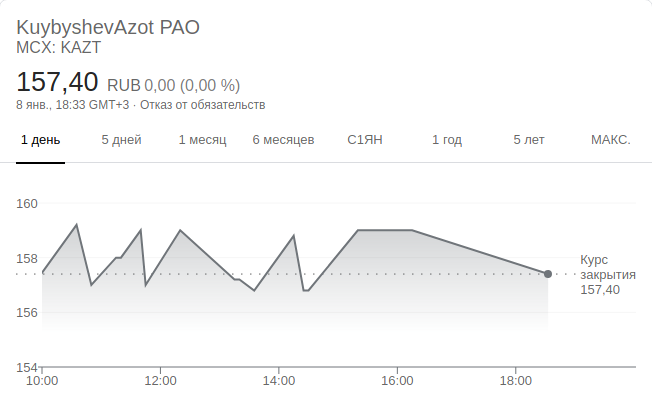 KuybyshevAzot PAO
MCX: KAZT
157,40 RUB 0,00 (0,00 %)
8 янв., 18:33 GMT+3 · Отказ от обязательств
1 день 5 дней 1 месяц 6 месяцев С1ЯН 1 год 5 лет МАКС.
160
158
156
154
Курс
закрытия
157,40
10:00 12:00 14:00 16:00 18:00